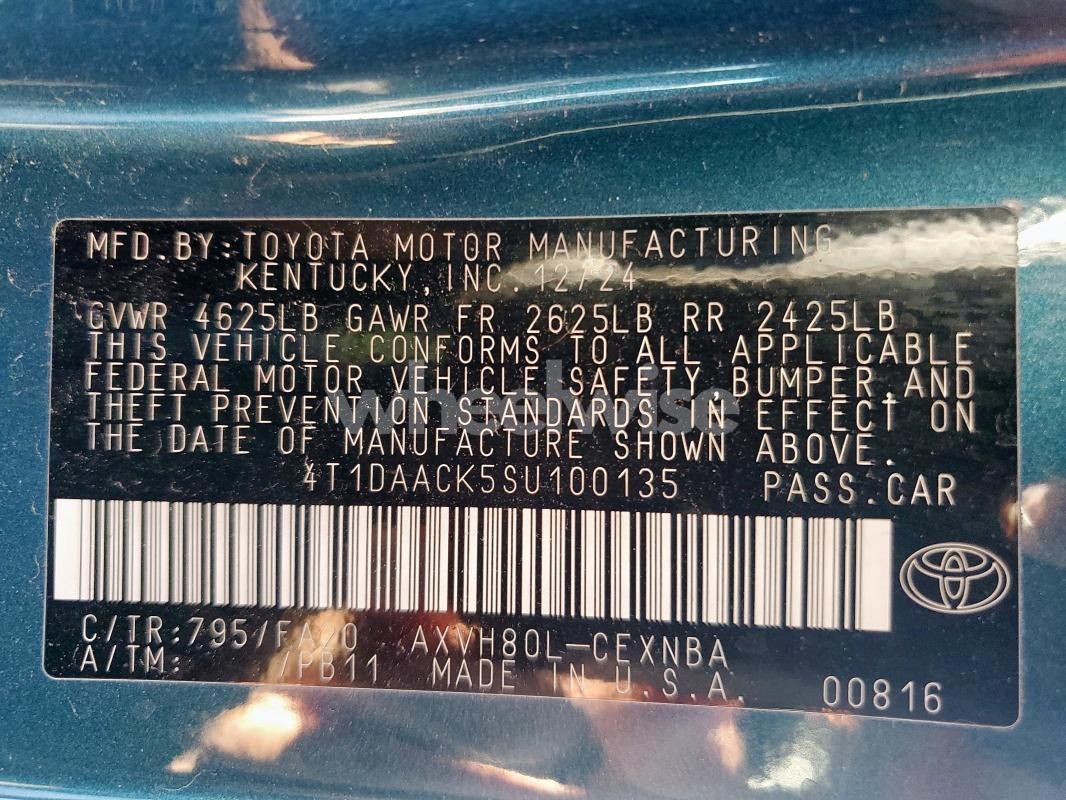 MFD.BY:TOYOTA MOTOR MANUFACTURING
KENTUCKY,INC. 12/24
GVWR 4625LB GAWR FR 2625LB RR 2425LB
THIS VEHICLE CONFORMS TO ALL APPLICABLE
FEDERAL MOTOR VEHICLE SAFETY,BUMPER,AND
THEFT PREVENTION STANDARDS IN EFFECT ON
THE DATE OF MANUFACTURE SHOWN ABOVE.
wheelwise
4T1DAACK5SU100135 PASS.CAR
C/TR:795/FA20 AXVH80L-CEXNBA
A/TM: /PB11 MADE IN U.S.A.
00816